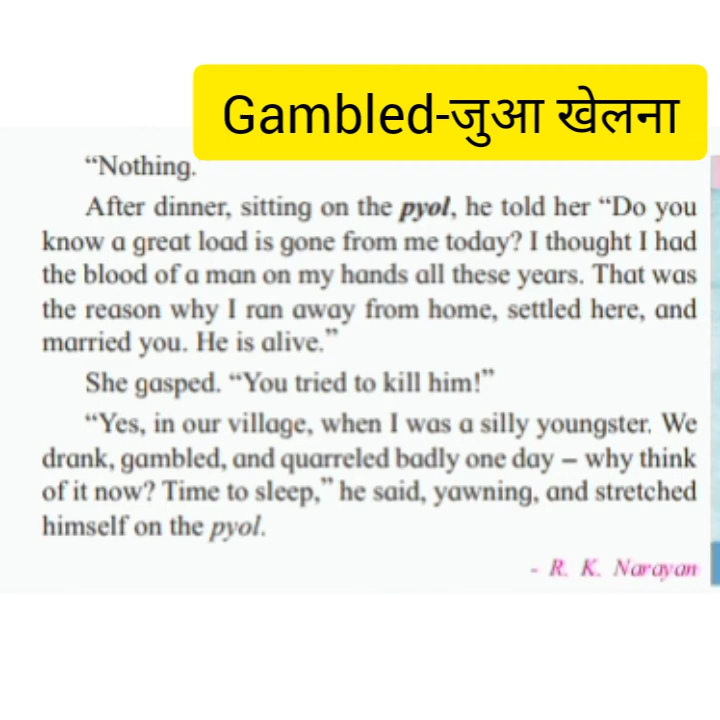 Gambled-जुआ खेलना
“Nothing.
After dinner, sitting on the pyol, he told her “Do you
know a great load is gone from me today? I thought I had
the blood of a man on my hands all these years. That was
the reason why I ran away from home, settled here, and
married you. He is alive.”
She gasped. “You tried to kill him!”
“Yes, in our village, when I was a silly youngster. We
drank, gambled, and quarreled badly one day – why think
of it now? Time to sleep,” he said, yawning, and stretched
himself on the pyol.
- R. K. Narayan